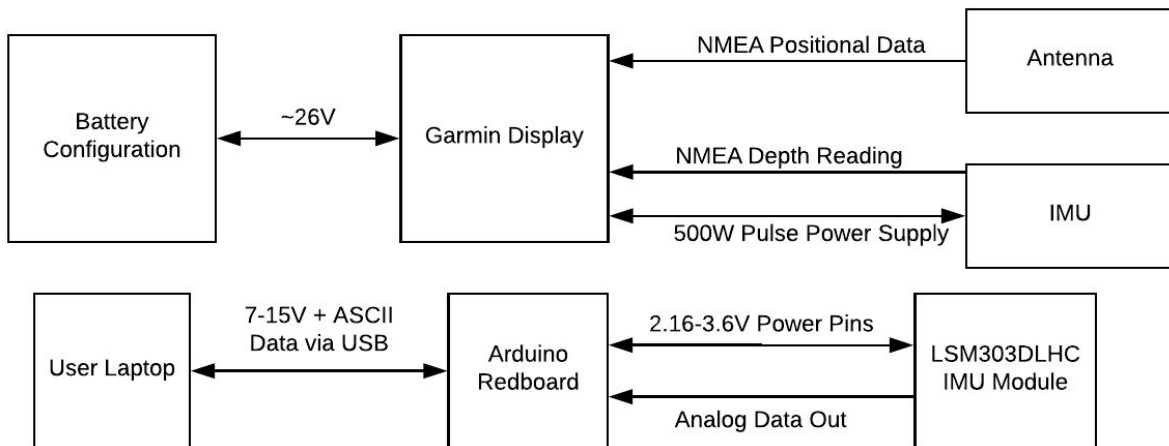 NMEA Positional Data
Antenna
Battery
Configuration
~26V
Garmin Display
NMEA Depth Reading
IMU
500W Pulse Power Supply
User Laptop
7-15V + ASCII
Data via USB
Arduino
Redboard
2.16-3.6V Power Pins
Analog Data Out
LSM303DLHC
IMU Module